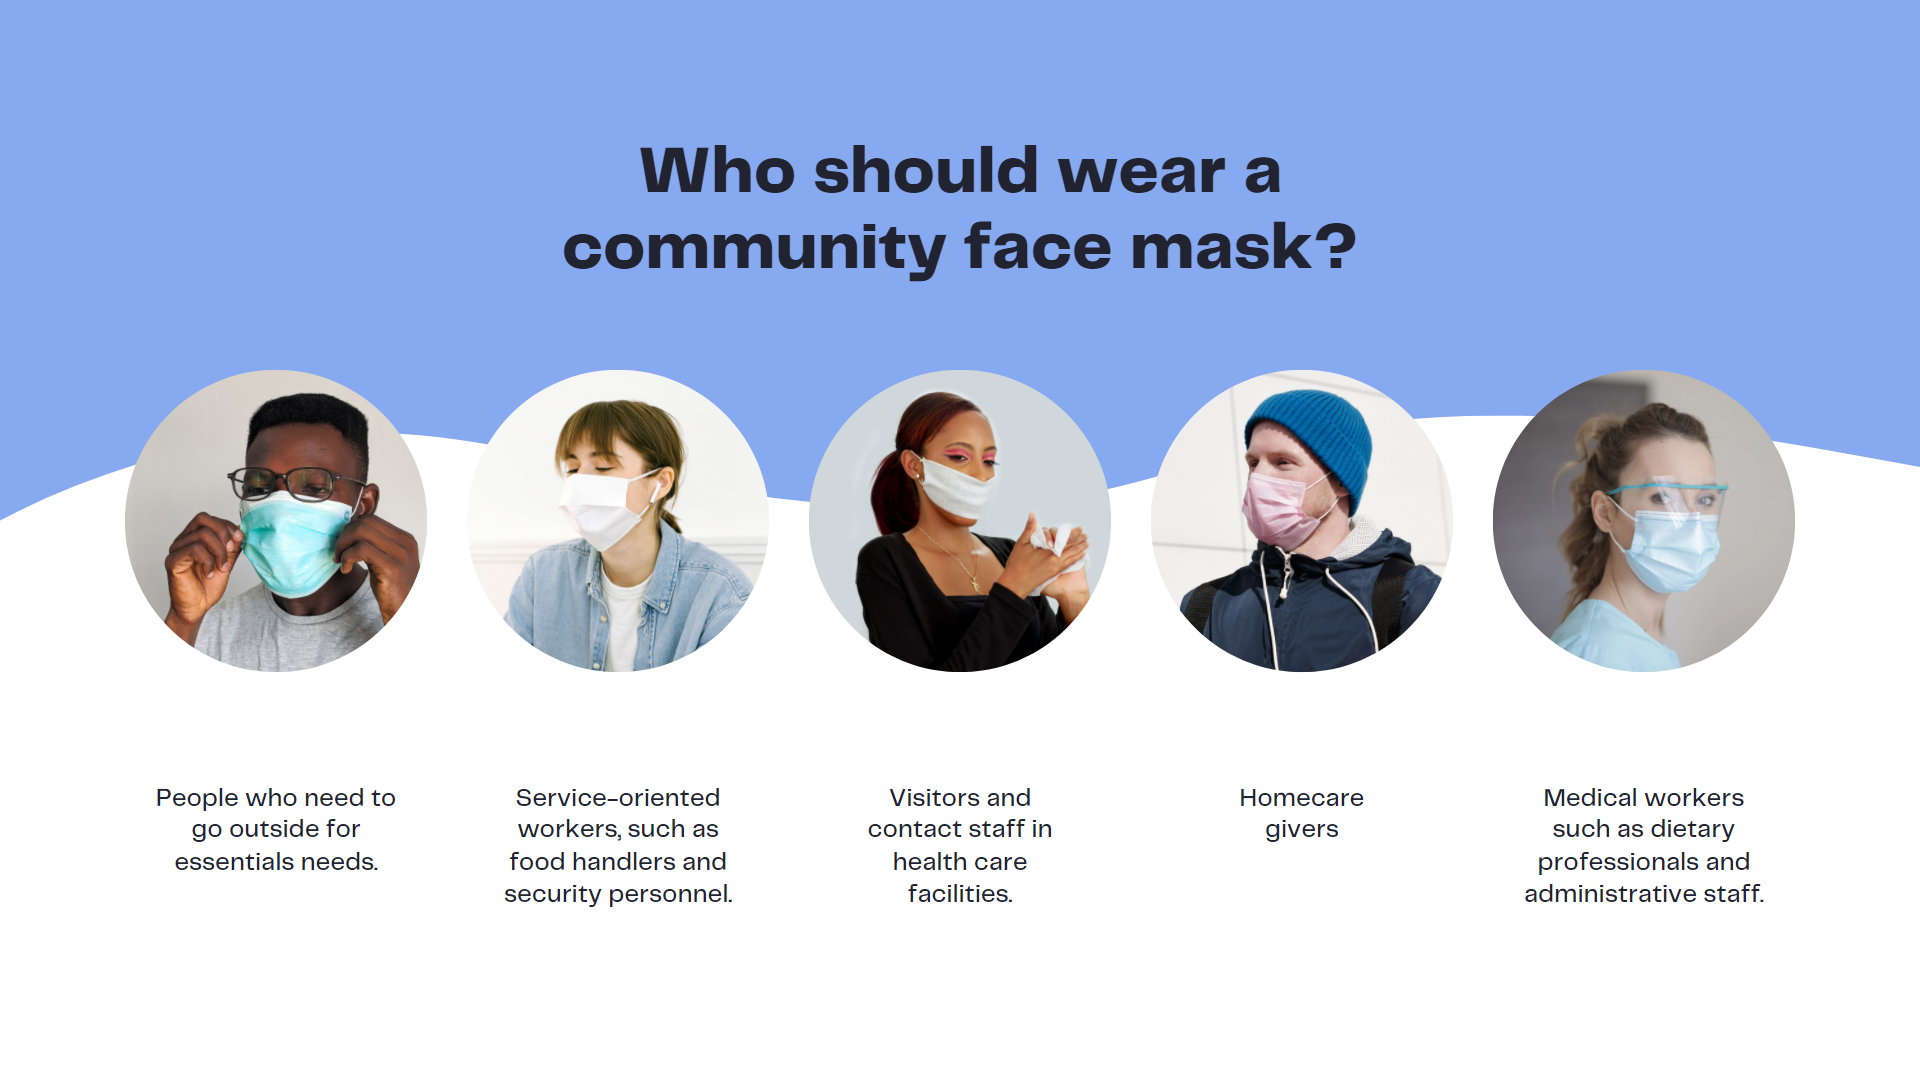 Who should wear a
community face mask?
People who need to
go outside for
essentials needs.
Service-oriented
workers, such as
food handlers and
security personnel.
Visitors and
contact staff in
health care
facilities.
Homecare
givers
Medical workers
such as dietary
professionals and
administrative staff.